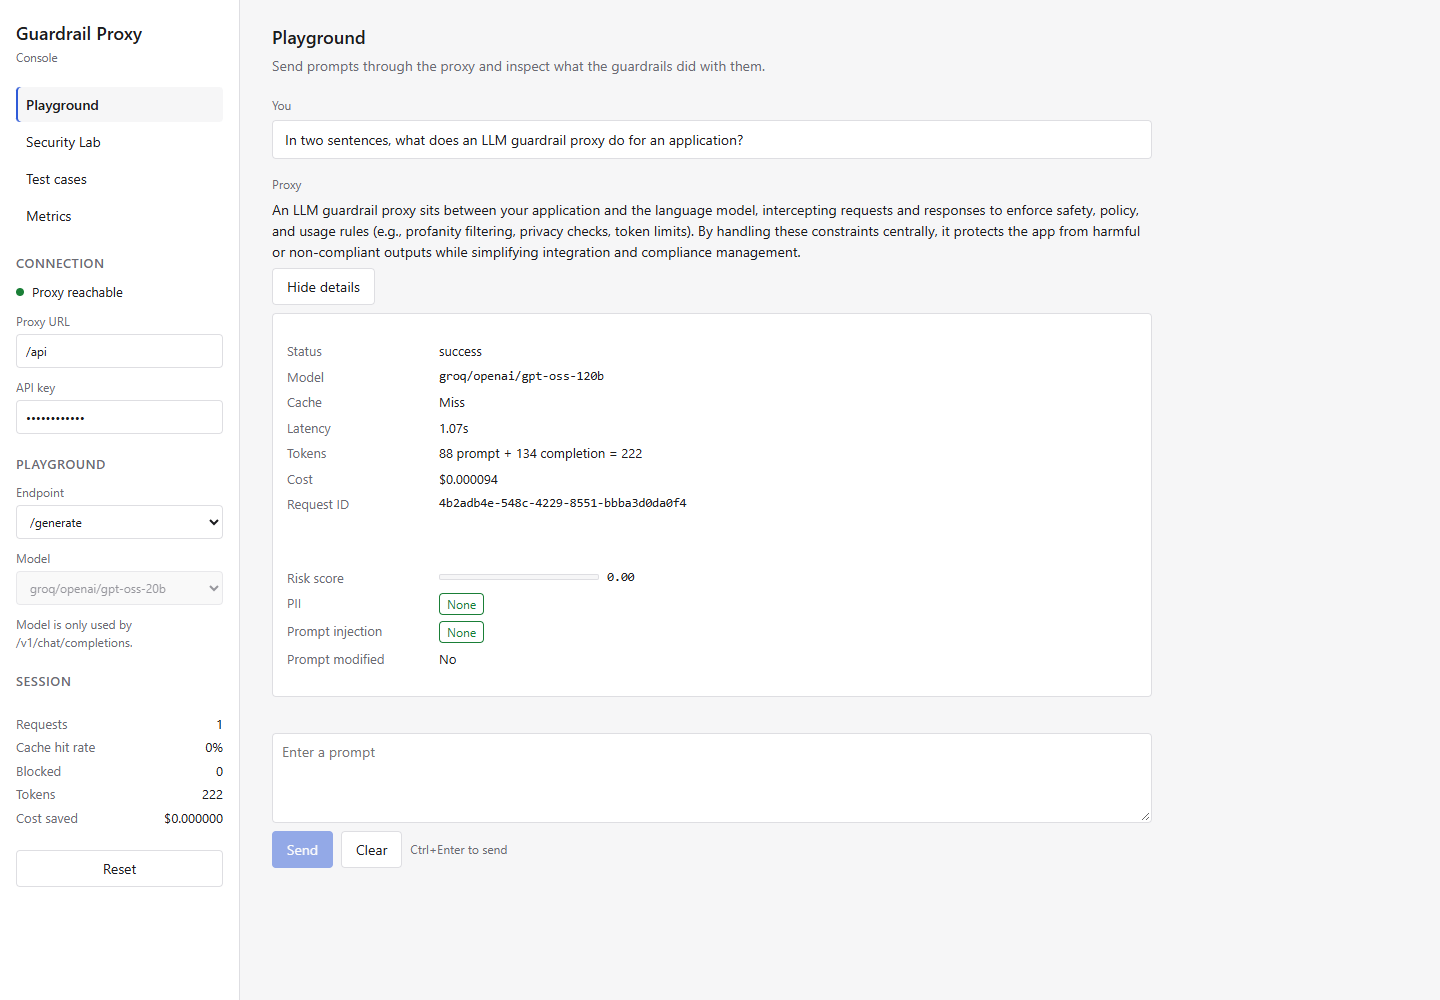 Guardrail Proxy
Console
Playground
Security Lab
Test cases
Metrics
CONNECTION
Proxy reachable
Proxy URL
/api
API key
••••••••••••
PLAYGROUND
Endpoint
/generate
Model
groq/openai/gpt-oss-20b
Model is only used by
/v1/chat/completions.
SESSION
Requests 1
Cache hit rate 0%
Blocked 0
Tokens 222
Cost saved $0.000000
Reset
Playground
Send prompts through the proxy and inspect what the guardrails did with them.
You
In two sentences, what does an LLM guardrail proxy do for an application?
Proxy
An LLM guardrail proxy sits between your application and the language model, intercepting requests and responses to enforce safety, policy,
and usage rules (e.g., profanity filtering, privacy checks, token limits). By handling these constraints centrally, it protects the app from harmful
or non-compliant outputs while simplifying integration and compliance management.
Hide details
Status success
Model groq/openai/gpt-oss-120b
Cache Miss
Latency 1.07s
Tokens 88 prompt + 134 completion = 222
Cost $0.000094
Request ID 4b2adb4e-548c-4229-8551-bbba3d0da0f4
Risk score 0.00
PII None
Prompt injection None
Prompt modified No
Enter a prompt
Send Clear Ctrl+Enter to send